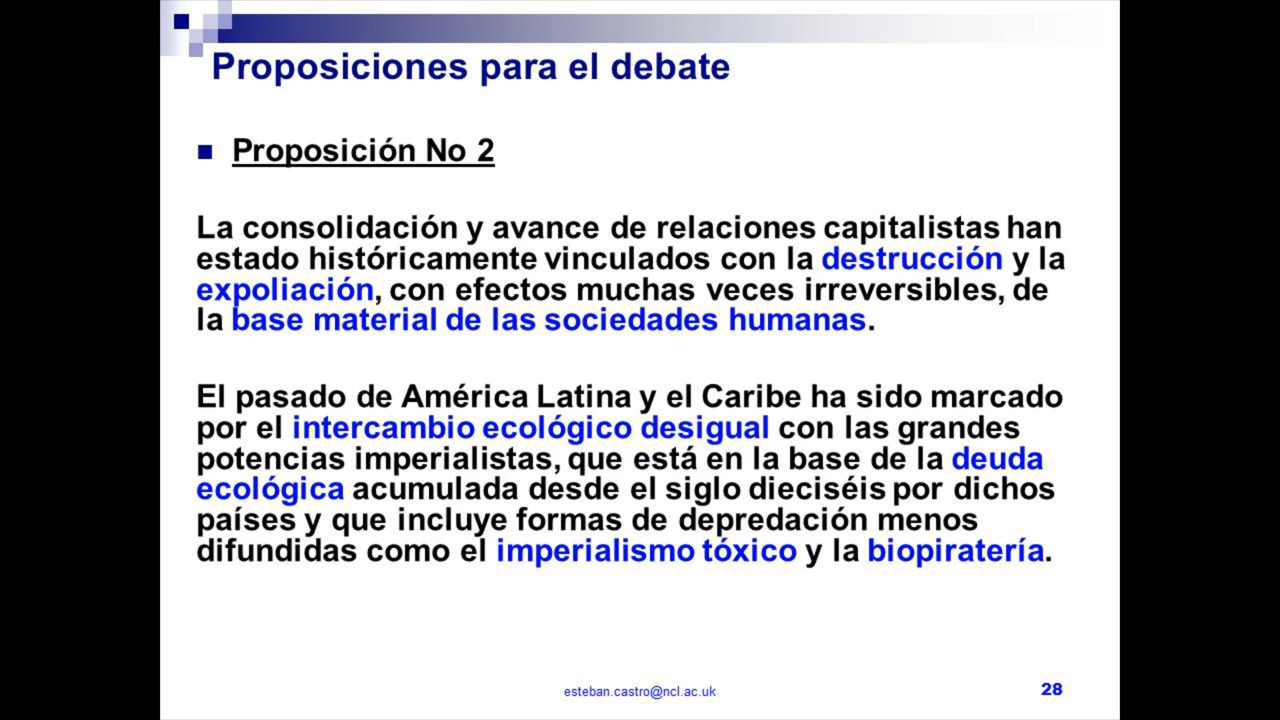 Proposiciones para el debate
Proposición No 2
La consolidación y avance de relaciones capitalistas han
estado históricamente vinculados con la destrucción y la
expoliación, con efectos muchas veces irreversibles, de
la base material de las sociedades humanas.
El pasado de América Latina y el Caribe ha sido marcado
por el intercambio ecológico desigual con las grandes
potencias imperialistas, que está en la base de la deuda
ecológica acumulada desde el siglo dieciséis por dichos
países y que incluye formas de depredación menos
difundidas como el imperialismo tóxico y la biopiratería.
esteban.castro@ncl.ac.uk
28